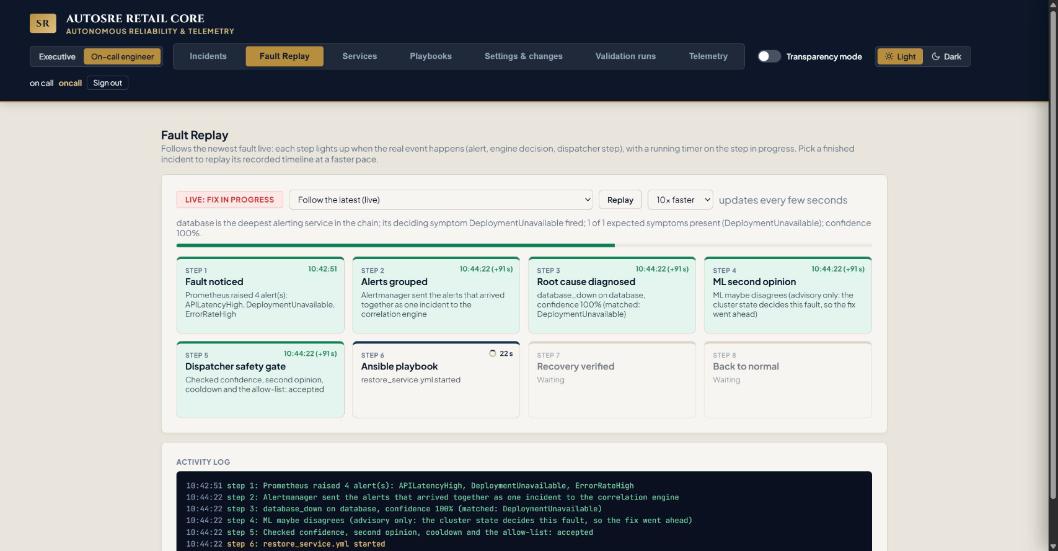 SR
AUTOSRE RETAIL CORE
AUTONOMOUS RELIABILITY & TELEMETRY
Executive
On-call engineer
Incidents
Fault Replay
Services
Playbooks
Settings & changes
Validation runs
Telemetry
Transparency mode
Light
Dark
on call oncall Sign out
Fault Replay
Follows the newest fault live: each step lights up when the real event happens (alert, engine decision, dispatcher step), with a running timer on the step in progress. Pick a finished
incident to replay its recorded timeline at a faster pace.
LIVE: FIX IN PROGRESS
Follow the latest (live)
Replay
10× faster
updates every few seconds
database is the deepest alerting service in the chain; its deciding symptom DeploymentUnavailable fired; 1 of 1 expected symptoms present (DeploymentUnavailable); confidence
100%.
STEP 1
10:42:51
Fault noticed
Prometheus raised 4 alert(s):
APILatencyHigh, DeploymentUnavailable,
ErrorRateHigh
STEP 2
10:44:22 (+91 s)
Alerts grouped
Alertmanager sent the alerts that arrived
together as one incident to the
correlation engine
STEP 3
10:44:22 (+91 s)
Root cause diagnosed
database_down on database,
confidence 100% (matched:
DeploymentUnavailable)
STEP 4
10:44:22 (+91 s)
ML second opinion
ML maybe disagrees (advisory only: the
cluster state decides this fault, so the fix
went ahead)
STEP 5
10:44:22 (+91 s)
Dispatcher safety gate
Checked confidence, second opinion,
cooldown and the allow-list: accepted
STEP 6
22 s
Ansible playbook
restore_service.yml started
STEP 7
Recovery verified
Waiting
STEP 8
Back to normal
Waiting
ACTIVITY LOG
10:42:51 step 1: Prometheus raised 4 alert(s): APILatencyHigh, DeploymentUnavailable, ErrorRateHigh
10:44:22 step 2: Alertmanager sent the alerts that arrived together as one incident to the correlation engine
10:44:22 step 3: database_down on database, confidence 100% (matched: DeploymentUnavailable)
10:44:22 step 4: ML maybe disagrees (advisory only: the cluster state decides this fault, so the fix went ahead)
10:44:22 step 5: Checked confidence, second opinion, cooldown and the allow-list: accepted
10:44:22 step 6: restore_service.yml started